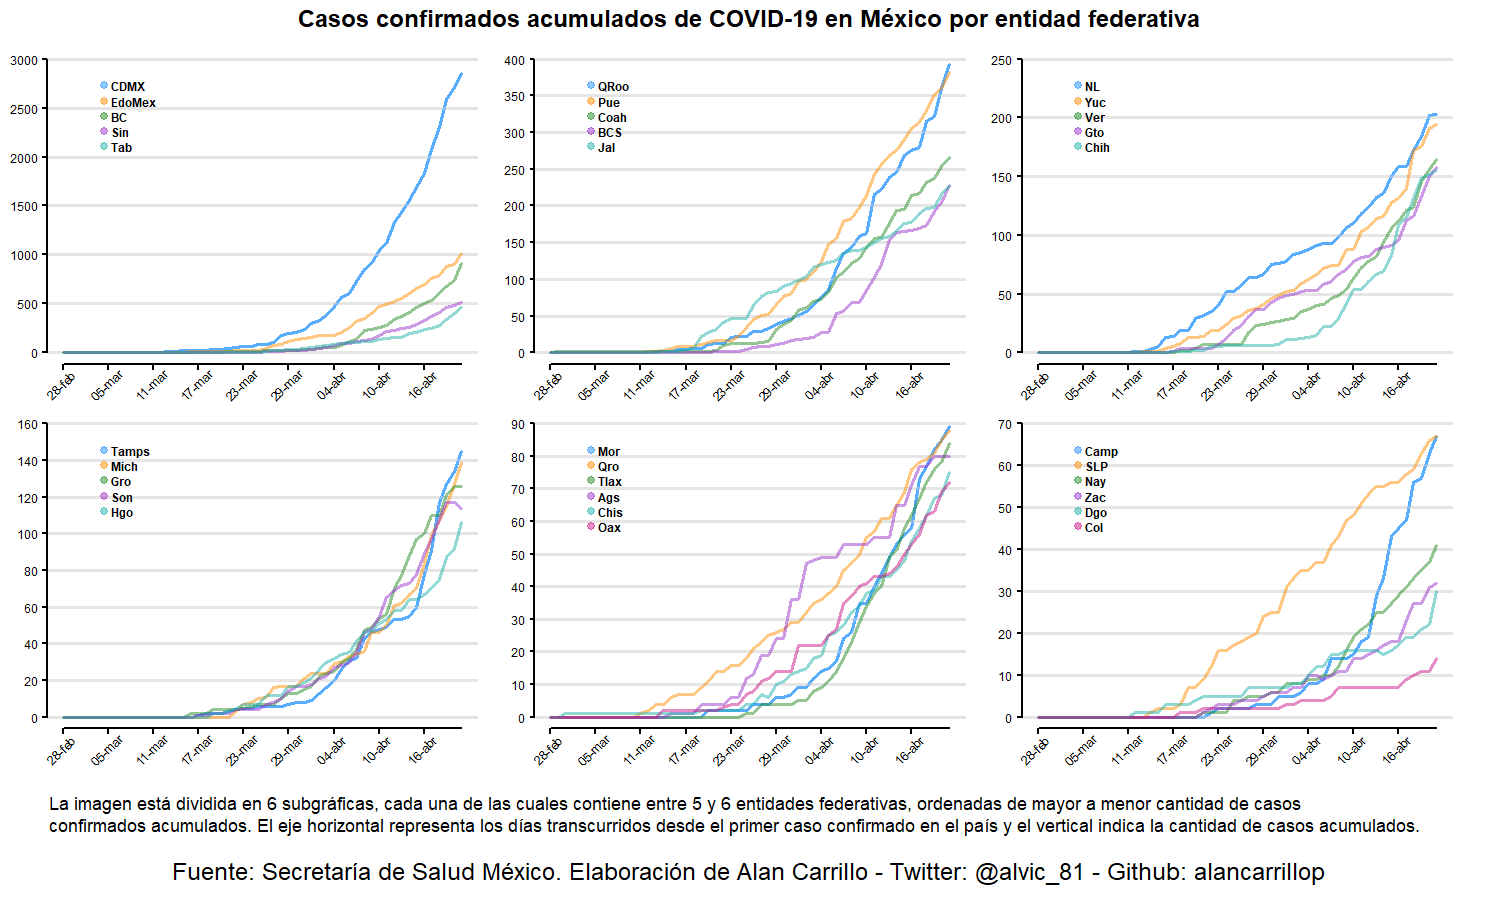 Casos confirmados acumulados de COVID-19 en México por entidad federativa
3000
2500
2000
1500
1000
500
0
CDMX
EdoMex
BC
Sin
Tab
28-feb
05-mar
11-mar
17-mar
23-mar
29-mar
04-abr
10-abr
16-abr
400
350
300
250
200
150
100
50
0
QRoo
Pue
Coah
BCS
Jal
28-feb
05-mar
11-mar
17-mar
23-mar
29-mar
04-abr
10-abr
16-abr
250
200
150
100
50
0
NL
Yuc
Ver
Gto
Chih
28-feb
05-mar
11-mar
17-mar
23-mar
29-mar
04-abr
10-abr
16-abr
160
140
120
100
80
60
40
20
0
Tamps
Mich
Gro
Son
Hgo
28-feb
05-mar
11-mar
17-mar
23-mar
29-mar
04-abr
10-abr
16-abr
90
80
70
60
50
40
30
20
10
0
Mor
Qro
Tlax
Ags
Chis
Oax
28-feb
05-mar
11-mar
17-mar
23-mar
29-mar
04-abr
10-abr
16-abr
70
60
50
40
30
20
10
0
Camp
SLP
Nay
Zac
Dgo
Col
28-feb
05-mar
11-mar
17-mar
23-mar
29-mar
04-abr
10-abr
16-abr
La imagen está dividida en 6 subgráficas, cada una de las cuales contiene entre 5 y 6 entidades federativas, ordenadas de mayor a menor cantidad de casos
confirmados acumulados. El eje horizontal representa los días transcurridos desde el primer caso confirmado en el país y el vertical indica la cantidad de casos acumulados.
Fuente: Secretaría de Salud México. Elaboración de Alan Carrillo - Twitter: @alvic_81 - Github: alancarrillop